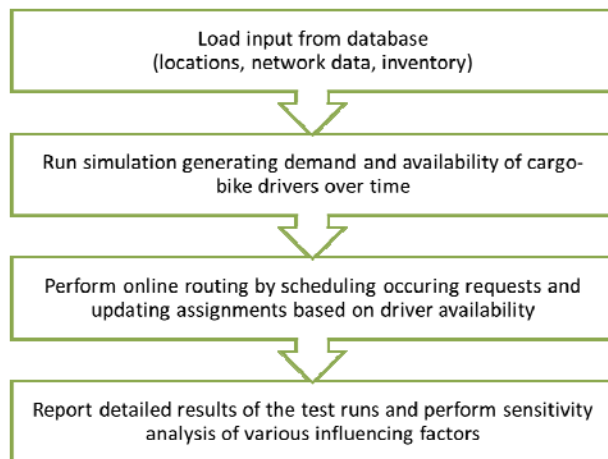 Load input from database
(locations, network data, inventory)
Run simulation generating demand and availability of cargo-
bike drivers over time
Perform online routing by scheduling occuring requests and
updating assignments based on driver availability
Report detailed results of the test runs and perform sensitivity
analysis of various influencing factors